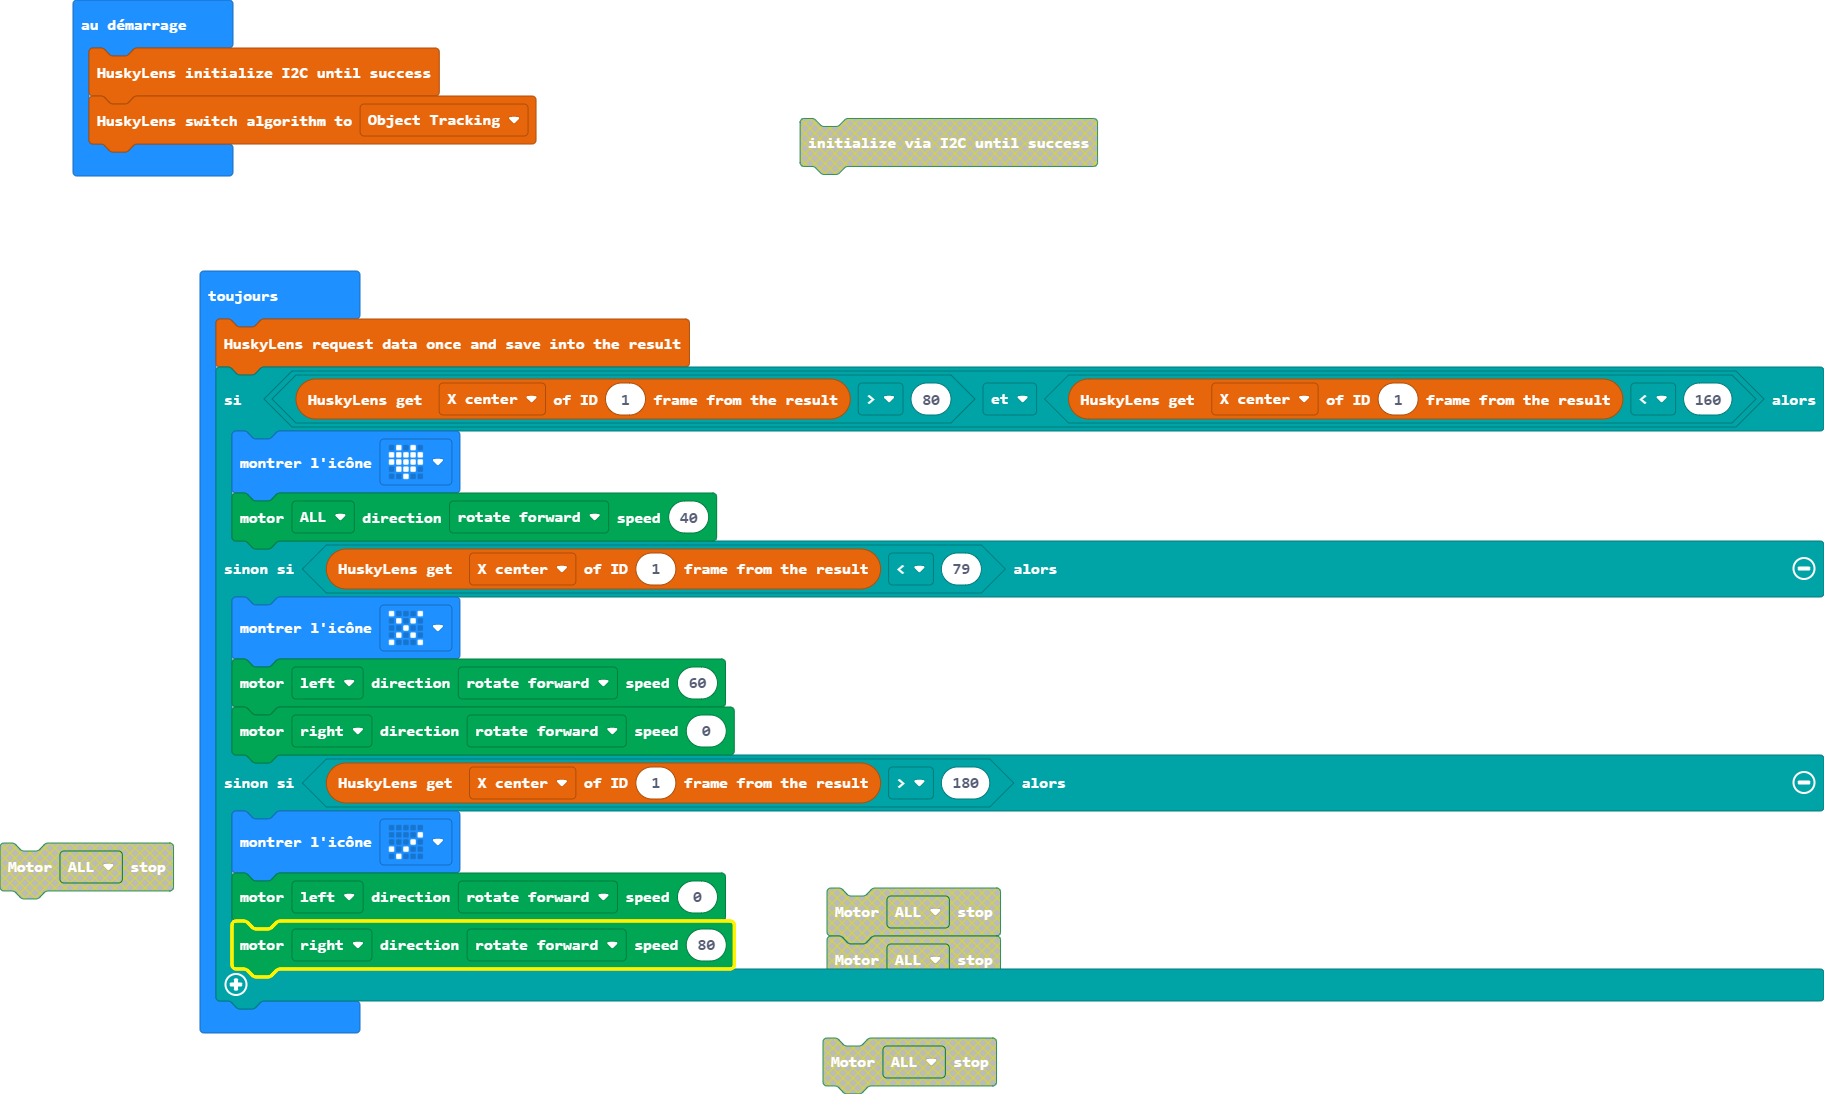 au démarrage
HuskyLens initialize I2C until success
HuskyLens switch algorithm to Object Tracking
initialize via I2C until success
toujours
HuskyLens request data once and save into the result
si HuskyLens get X center of ID 1 frame from the result > 80 et HuskyLens get X center of ID 1 frame from the result < 160 alors
montrer l'icône
motor ALL direction rotate forward speed 40
sinon si HuskyLens get X center of ID 1 frame from the result < 79 alors
montrer l'icône
motor left direction rotate forward speed 60
motor right direction rotate forward speed 0
sinon si HuskyLens get X center of ID 1 frame from the result > 180 alors
montrer l'icône
Motor ALL stop
motor left direction rotate forward speed 0
Motor ALL stop
motor right direction rotate forward speed 80
Motor ALL stop
Motor ALL stop